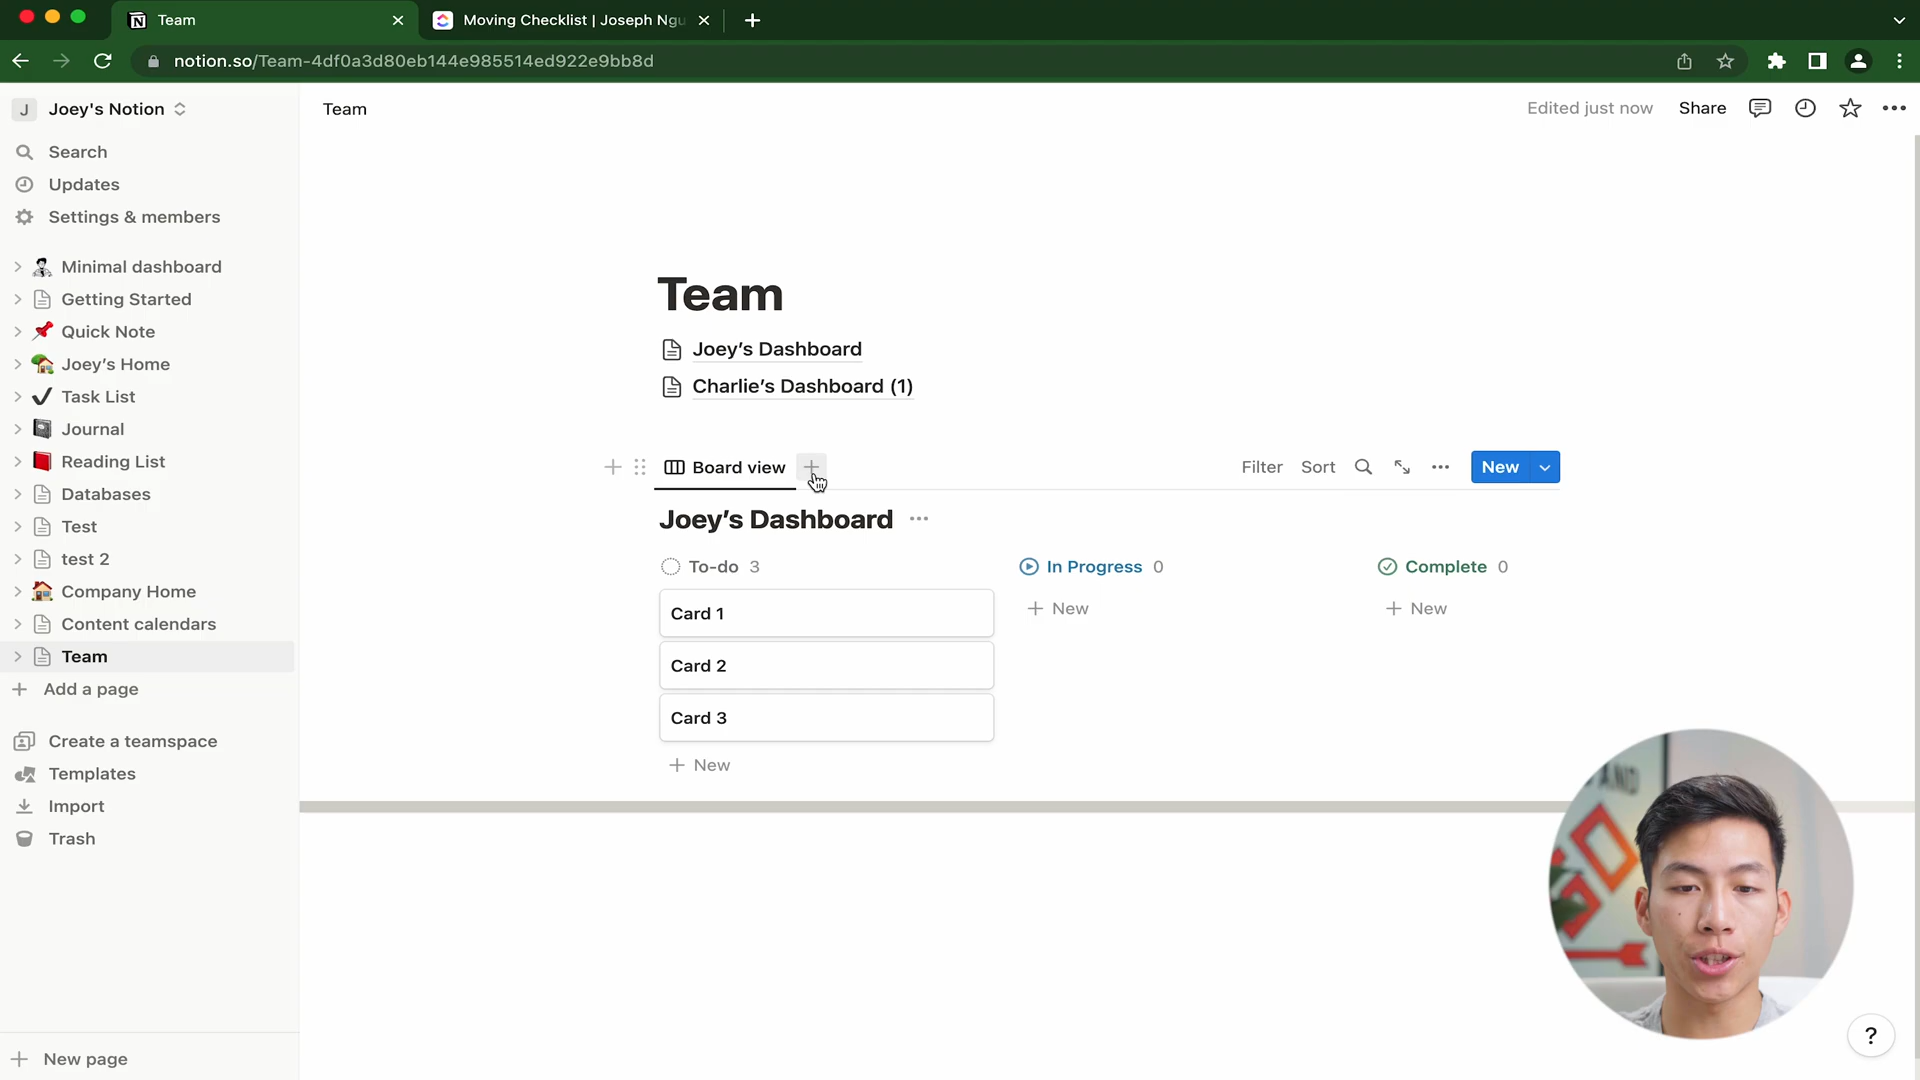 Team
Moving Checklist | Joseph Ngu
notion.so/Team-4df0a3d80eb144e985514ed922e9bb8d
J Joey's Notion
Team
Edited just now
Share
Search
Updates
Settings & members
Minimal dashboard
Getting Started
Quick Note
Joey's Home
Task List
Journal
Reading List
Databases
Test
test 2
Company Home
Content calendars
Team
Add a page
Create a teamspace
Templates
Import
Trash
New page
Team
Joey's Dashboard
Charlie's Dashboard (1)
Board view
Filter Sort
New
Joey's Dashboard
To-do 3
In Progress 0
Complete 0
Card 1
New
New
Card 2
Card 3
New
?